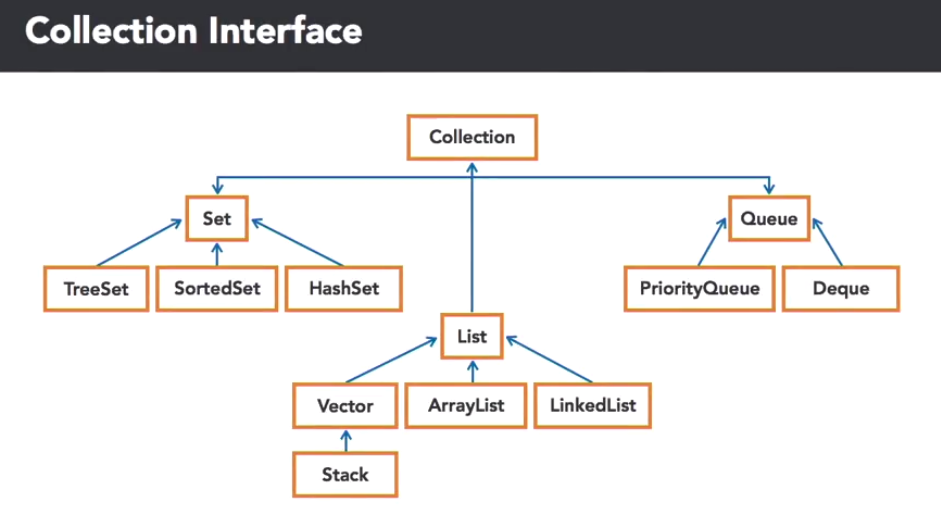 Collection Interface
Collection
Set
Queue
TreeSet
SortedSet
HashSet
PriorityQueue
Deque
List
Vector
ArrayList
LinkedList
Stack